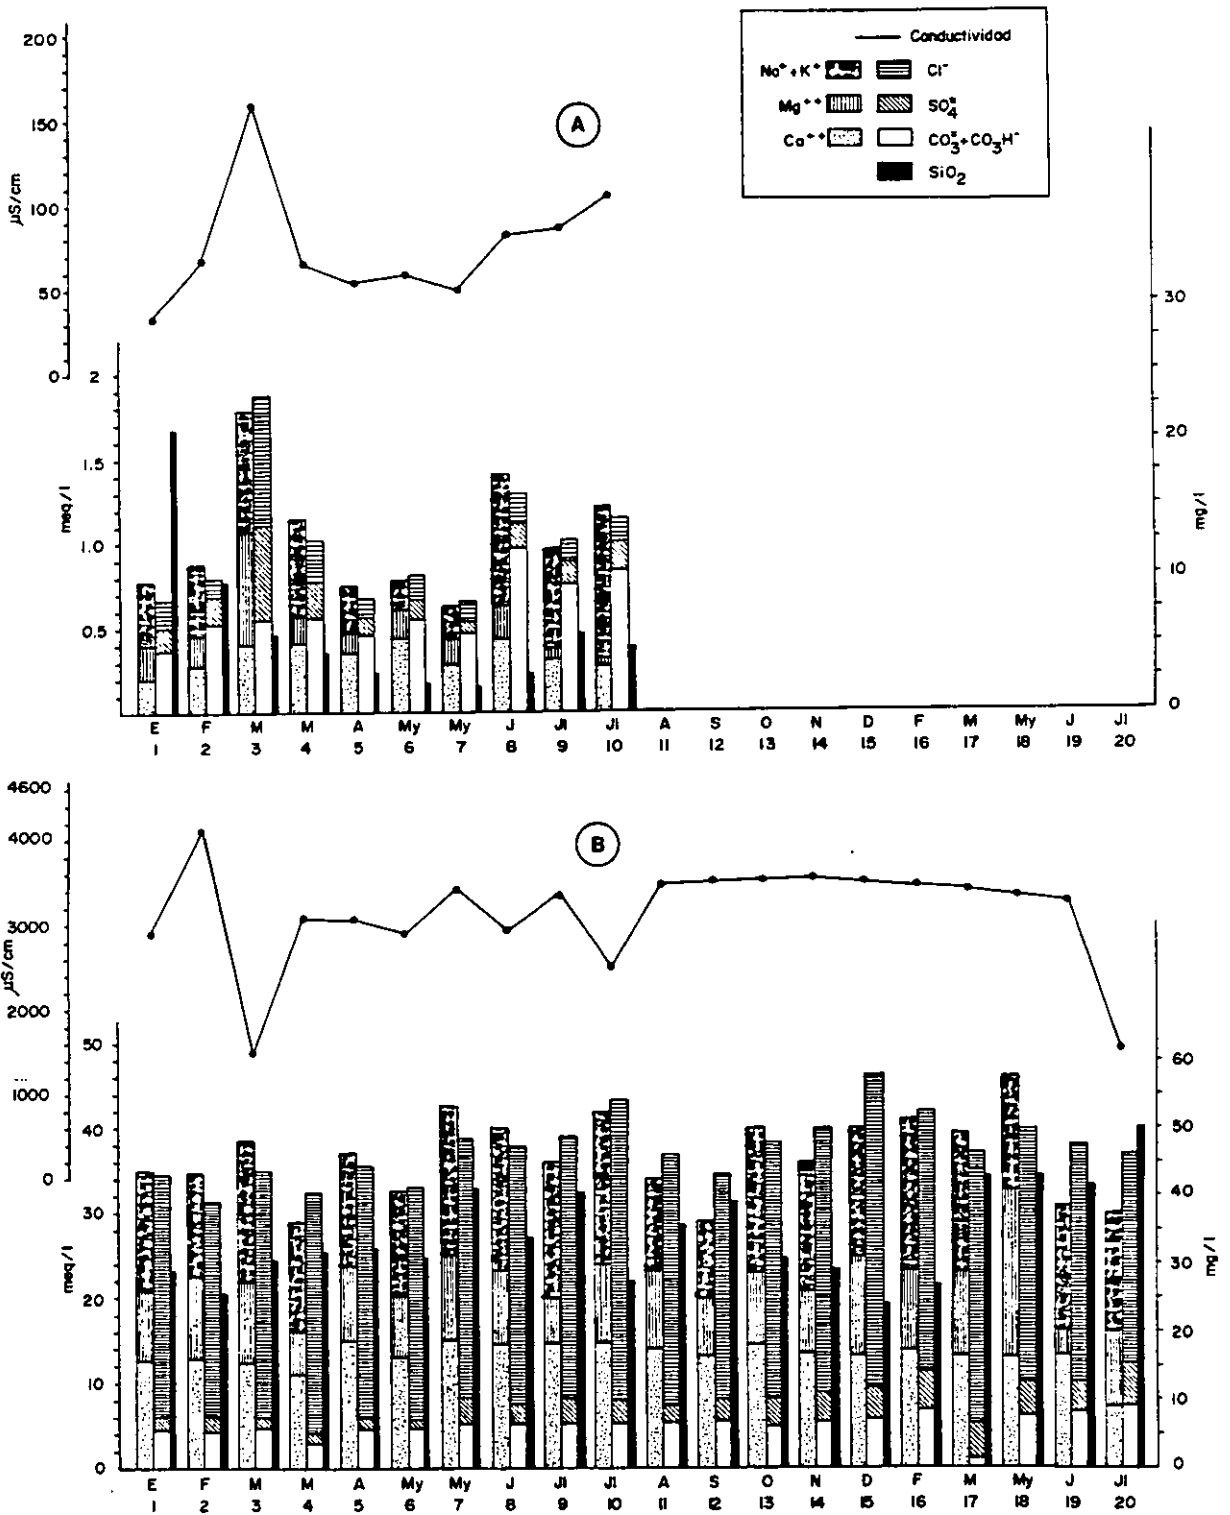 Conductividad
Na⁺+K⁺ Cl⁻
Mg⁺⁺ SO₄⁼
Ca⁺⁺ CO₃⁼+CO₃H⁻
SiO₂
A
µS/cm
200
150
100
50
0
meq/l
2
1.5
1.0
0.5
mg/l
30
20
10
0
E F M M A My My J Jl Jl A S O N D F M My J Jl
1 2 3 4 5 6 7 8 9 10 11 12 13 14 15 16 17 18 19 20
B
µS/cm
4600
4000
3000
2000
1000
0
meq/l
50
40
30
20
10
0
mg/l
60
50
40
30
20
10
0
E F M M A My My J Jl Jl A S O N D F M My J Jl
1 2 3 4 5 6 7 8 9 10 11 12 13 14 15 16 17 18 19 20